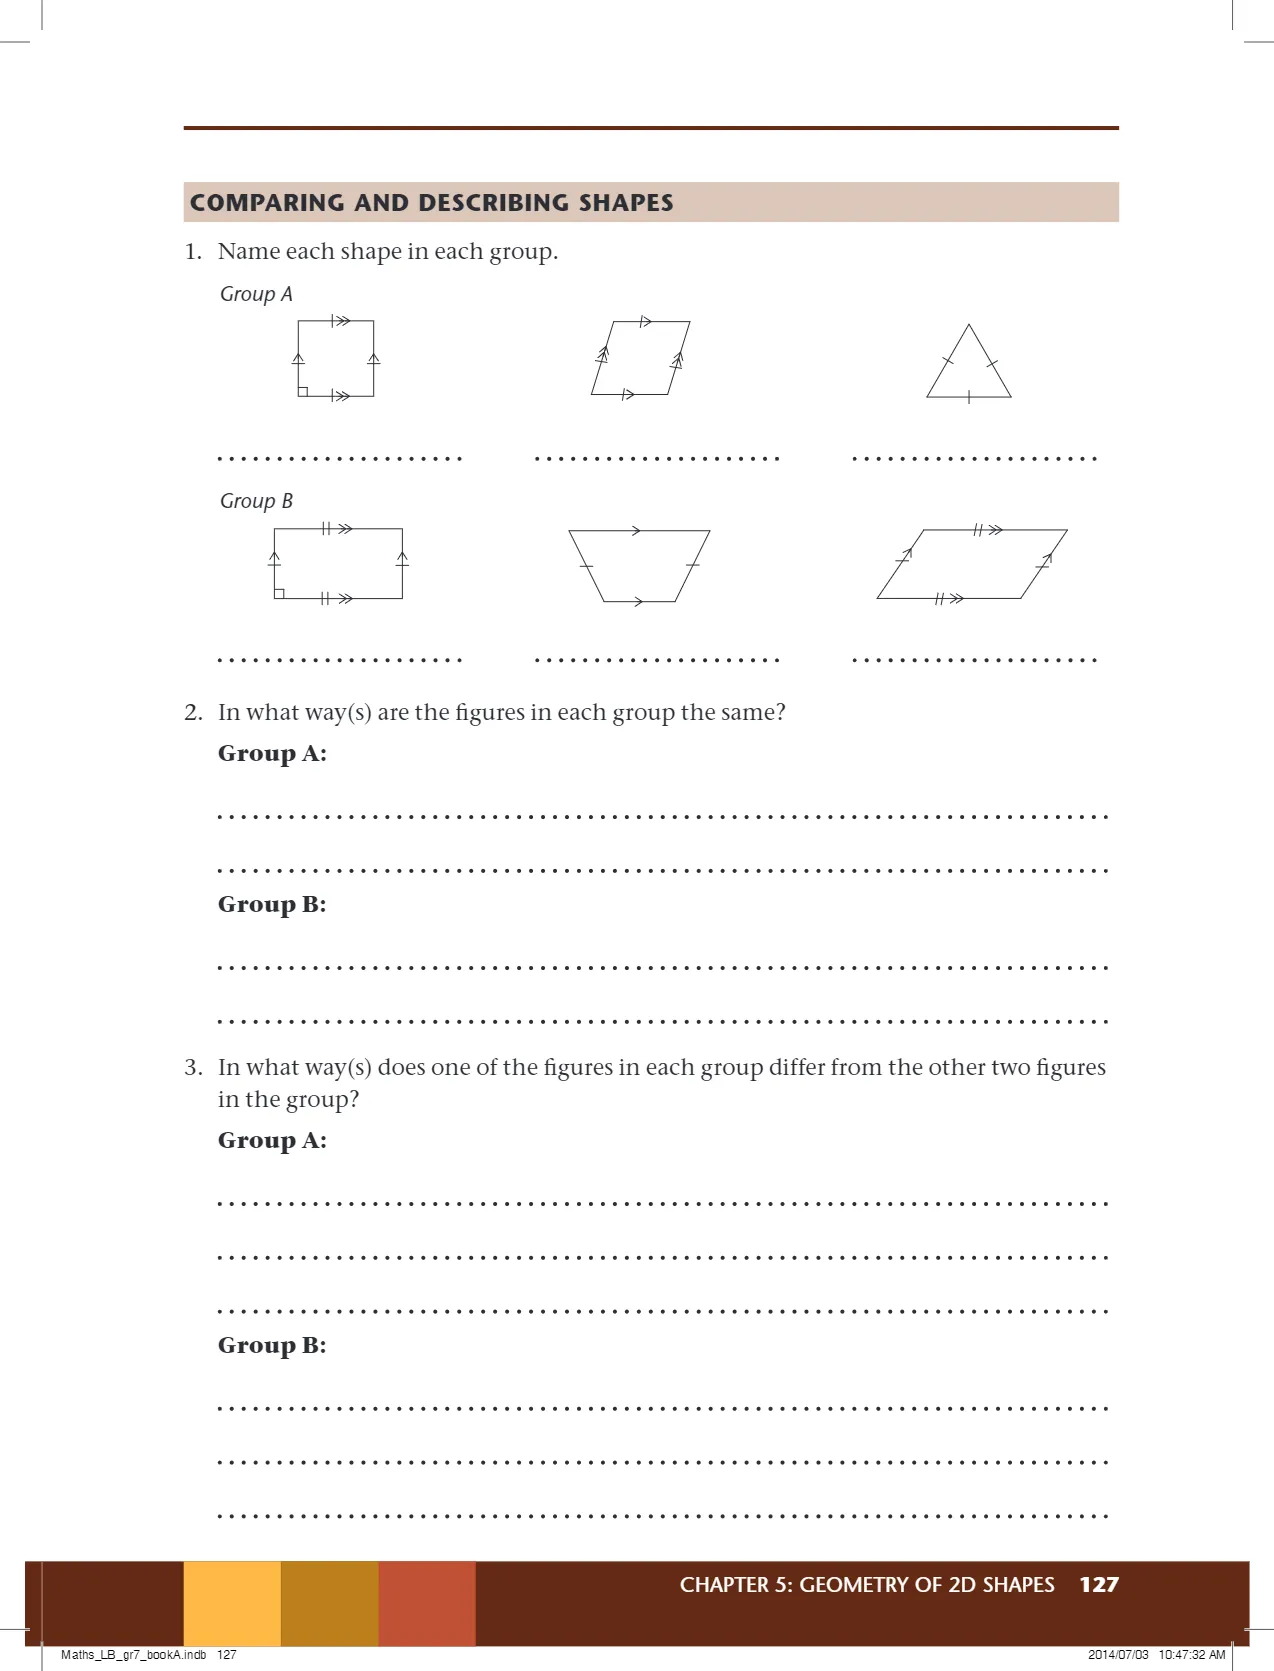 COMPARING AND DESCRIBING SHAPES
1. Name each shape in each group.
Group A
Group B
2. In what way(s) are the figures in each group the same?
Group A:
Group B:
3. In what way(s) does one of the figures in each group differ from the other two figures
in the group?
Group A:
Group B:
CHAPTER 5: GEOMETRY OF 2D SHAPES 127
Maths_LB_gr7_bookA.indb 127 2014/07/03 10:47:32 AM